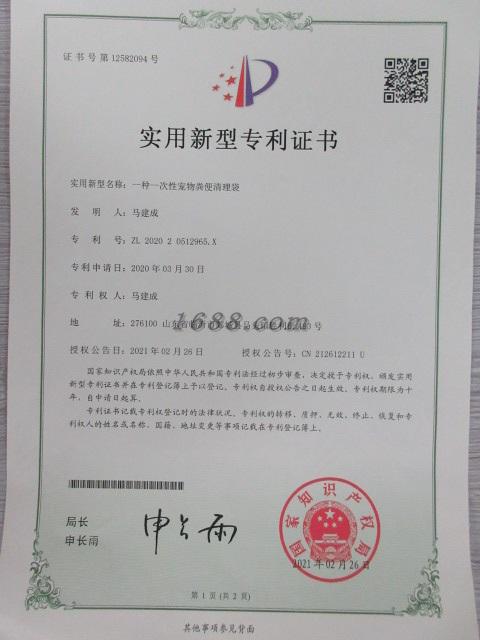 证书号第12582094号
实用新型专利证书
实用新型名称：一种一次性宠物粪便清理袋
发　明　人：马建成
专　利　号：ZL 2020 2 0512965.X
专利申请日：2020年03月30日
专利权人：马建成
地　　址：276100 山东省临沂市郯城县 号
1688.com
授权公告日：2021年02月26日　授权公告号：CN 212612211 U
国家知识产权局依照中华人民共和国专利法经过初步审查，决定授予专利权，颁发实用
新型专利证书并在专利登记簿上予以登记。专利权自授权公告之日起生效。专利权期限为十
年，自申请日起算。
专利证书记载专利权登记时的法律状况。专利权的转移、质押、无效、终止、恢复和专
利权人的姓名或名称、国籍、地址变更等事项记载在专利登记簿上。
局长
申长雨
申长雨
国家知识产权局
2021年02月26日
第 1 页 (共 2 页)
其他事项参见背面